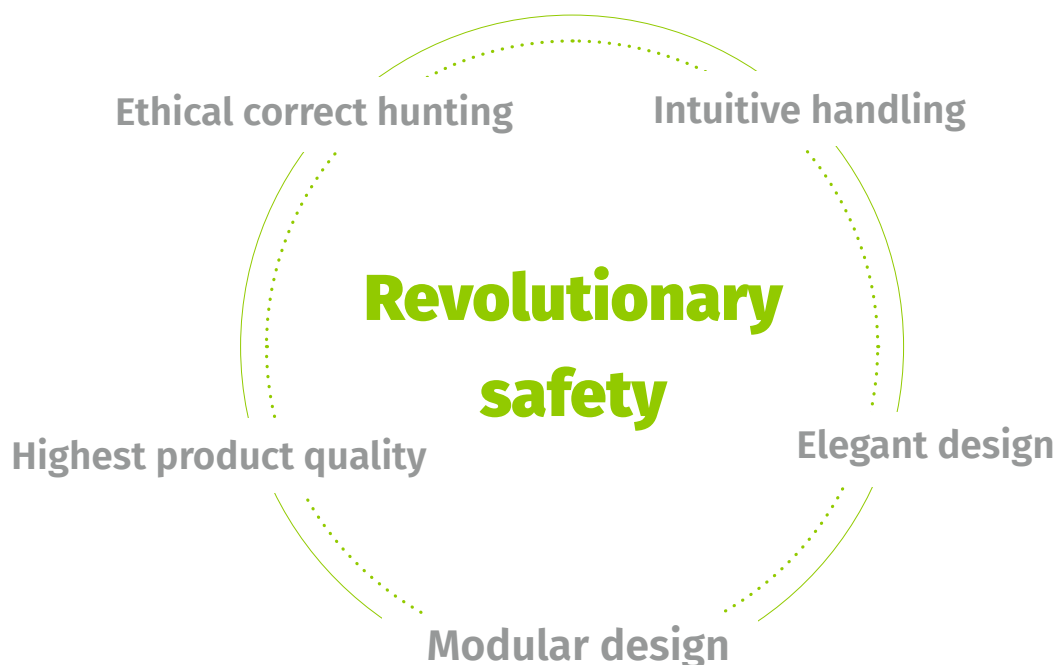 Ethical correct hunting
Intuitive handling
Revolutionary
safety
Highest product quality
Elegant design
Modular design